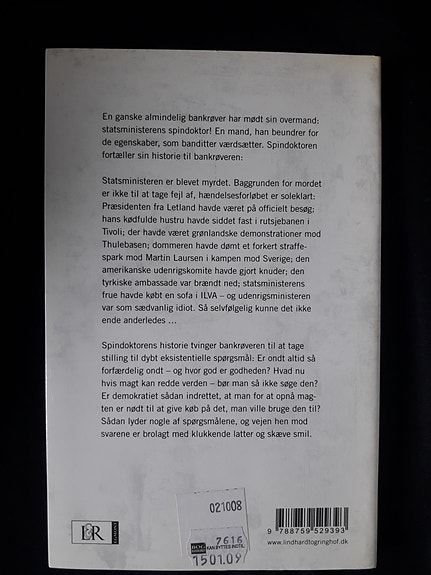 En ganske almindelig bankrøver har mødt sin overmand:
statsministerens spindoktor! En mand, han beundrer for
de egenskaber, som banditter værdsætter. Spindoktoren
fortæller sin historie til bankrøveren:
Statsministeren er blevet myrdet. Baggrunden for mordet
er ikke til at tage fejl af, hændelsesforløbet er soleklart:
Præsidenten fra Letland havde været på officielt besøg;
hans kødfulde hustru havde siddet fast i rutsjebanen i
Tivoli; der havde været grønlandske demonstrationer mod
Thulebasen; dommeren havde dømt et forkert straffe-
spark mod Martin Laursen i kampen mod Sverige; den
amerikanske udenrigskomite havde gjort knuder; den
tyrkiske ambassade var brændt ned; statsministerens
frue havde købt en sofa i ILVA – og udenrigsministeren
var som sædvanlig idiot. Så selvfølgelig kunne det ikke
ende anderledes ...
Spindoktorens historie tvinger bankrøveren til at tage
stilling til dybt eksistentielle spørgsmål: Er ondt altid så
forfærdelig ondt – og hvor god er godheden? Hvad nu
hvis magt kan redde verden – bør man så ikke søge den?
Er demokratiet sådan indrettet, at man for at opnå mag-
ten er nødt til at give køb på det, man ville bruge den til?
Sådan lyder nogle af spørgsmålene, og vejen hen mod
svarene er brolagt med klukkende latter og skæve smil.
L&R
EGMONT
021008
BOG
7616
KAN BYTTES INDTIL
150109
9 788759 529393
www.lindhardtogringhof.dk